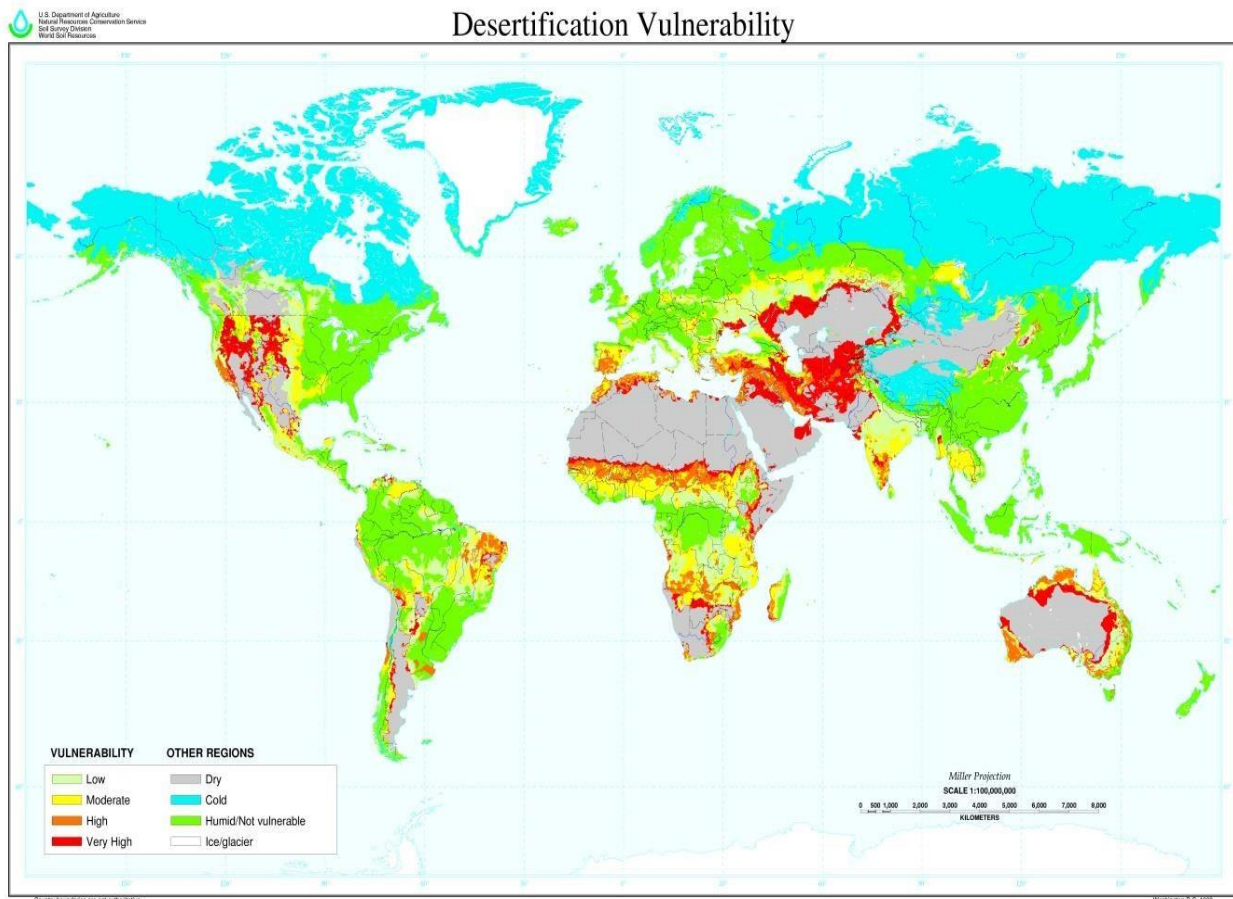 U.S. Department of Agriculture
Natural Resources Conservation Service
Soil Survey Division
World Soil Resources
Desertification Vulnerability
VULNERABILITY
Low
Moderate
High
Very High
OTHER REGIONS
Dry
Cold
Humid/Not vulnerable
Ice/glacier
Miller Projection
SCALE 1:100,000,000
0 500 1,000 2,000 3,000 4,000 5,000 6,000 7,000 8,000
KILOMETERS